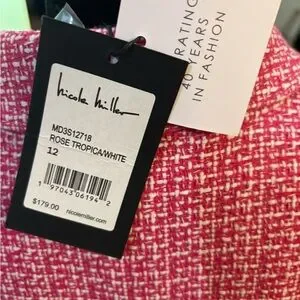 RATING
40 YEARS
IN FASHION
nicole miller
MD3S12718
ROSE TROPICA/WHITE
12
1 97043 06194 2
$179.00 nicolemiller.com